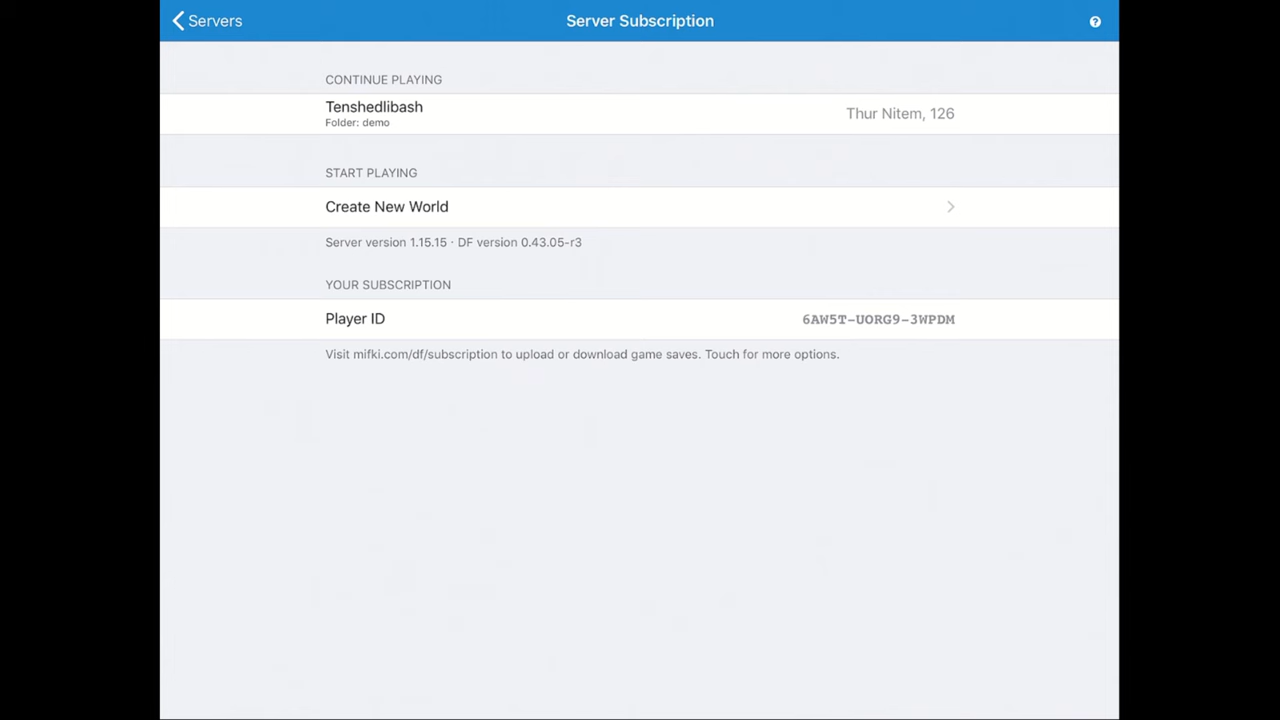 Servers
Server Subscription
?
CONTINUE PLAYING
Tenshedlibash
Folder: demo
Thur Nitem, 126
START PLAYING
Create New World
Server version 1.15.15 · DF version 0.43.05-r3
YOUR SUBSCRIPTION
Player ID
6AW5T-UORG9-3WPDM
Visit mifki.com/df/subscription to upload or download game saves. Touch for more options.